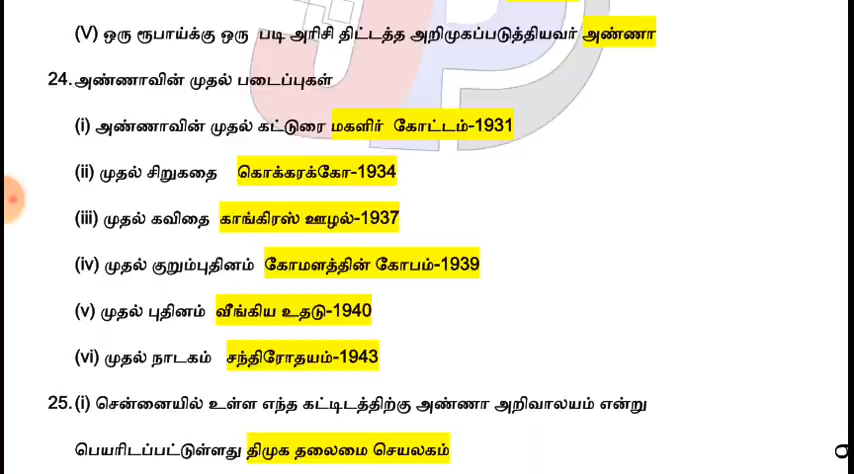 (V) ஒரு ரூபாய்க்கு ஒரு படி அரிசி திட்டத்த அறிமுகப்படுத்தியவர் அண்ணா
24. அண்ணாவின் முதல் படைப்புகள்
(i) அண்ணாவின் முதல் கட்டுரை மகளிர் கோட்டம்-1931
(ii) முதல் சிறுகதை கொக்கரக்கோ-1934
(iii) முதல் கவிதை காங்கிரஸ் ஊழல்-1937
(iv) முதல் குறும்புதினம் கோமளத்தின் கோபம்-1939
(v) முதல் புதினம் வீங்கிய உதடு-1940
(vi) முதல் நாடகம் சந்திரோதயம்-1943
25. (i) சென்னையில் உள்ள எந்த கட்டிடத்திற்கு அண்ணா அறிவாலயம் என்று
பெயரிடப்பட்டுள்ளது திமுக தலைமை செயலகம்